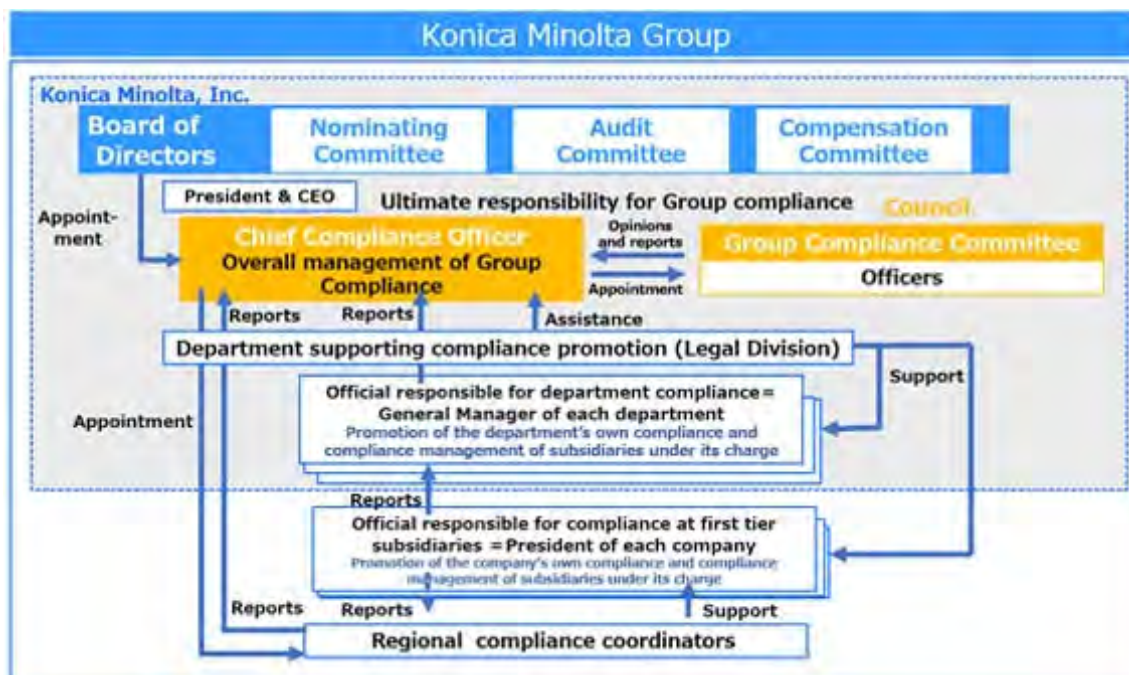 Konica Minolta Group
Konica Minolta, Inc.
Board of
Directors
Nominating
Committee
Audit
Committee
Compensation
Committee
President & CEO
Ultimate responsibility for Group compliance
Appoint-
ment
Council
Chief Compliance Officer
Overall management of Group
Compliance
Opinions
and reports
Appointment
Group Compliance Committee
Officers
Reports
Reports
Assistance
Department supporting compliance promotion (Legal Division)
Support
Appointment
Official responsible for department compliance=
General Manager of each department
Promotion of the department's own compliance and
compliance management of subsidiaries under its charge
Reports
Official responsible for compliance at first tier
subsidiaries =President of each company
Promotion of the company's own compliance and compliance
management of subsidiaries under its charge
Reports
Reports
Support
Regional compliance coordinators